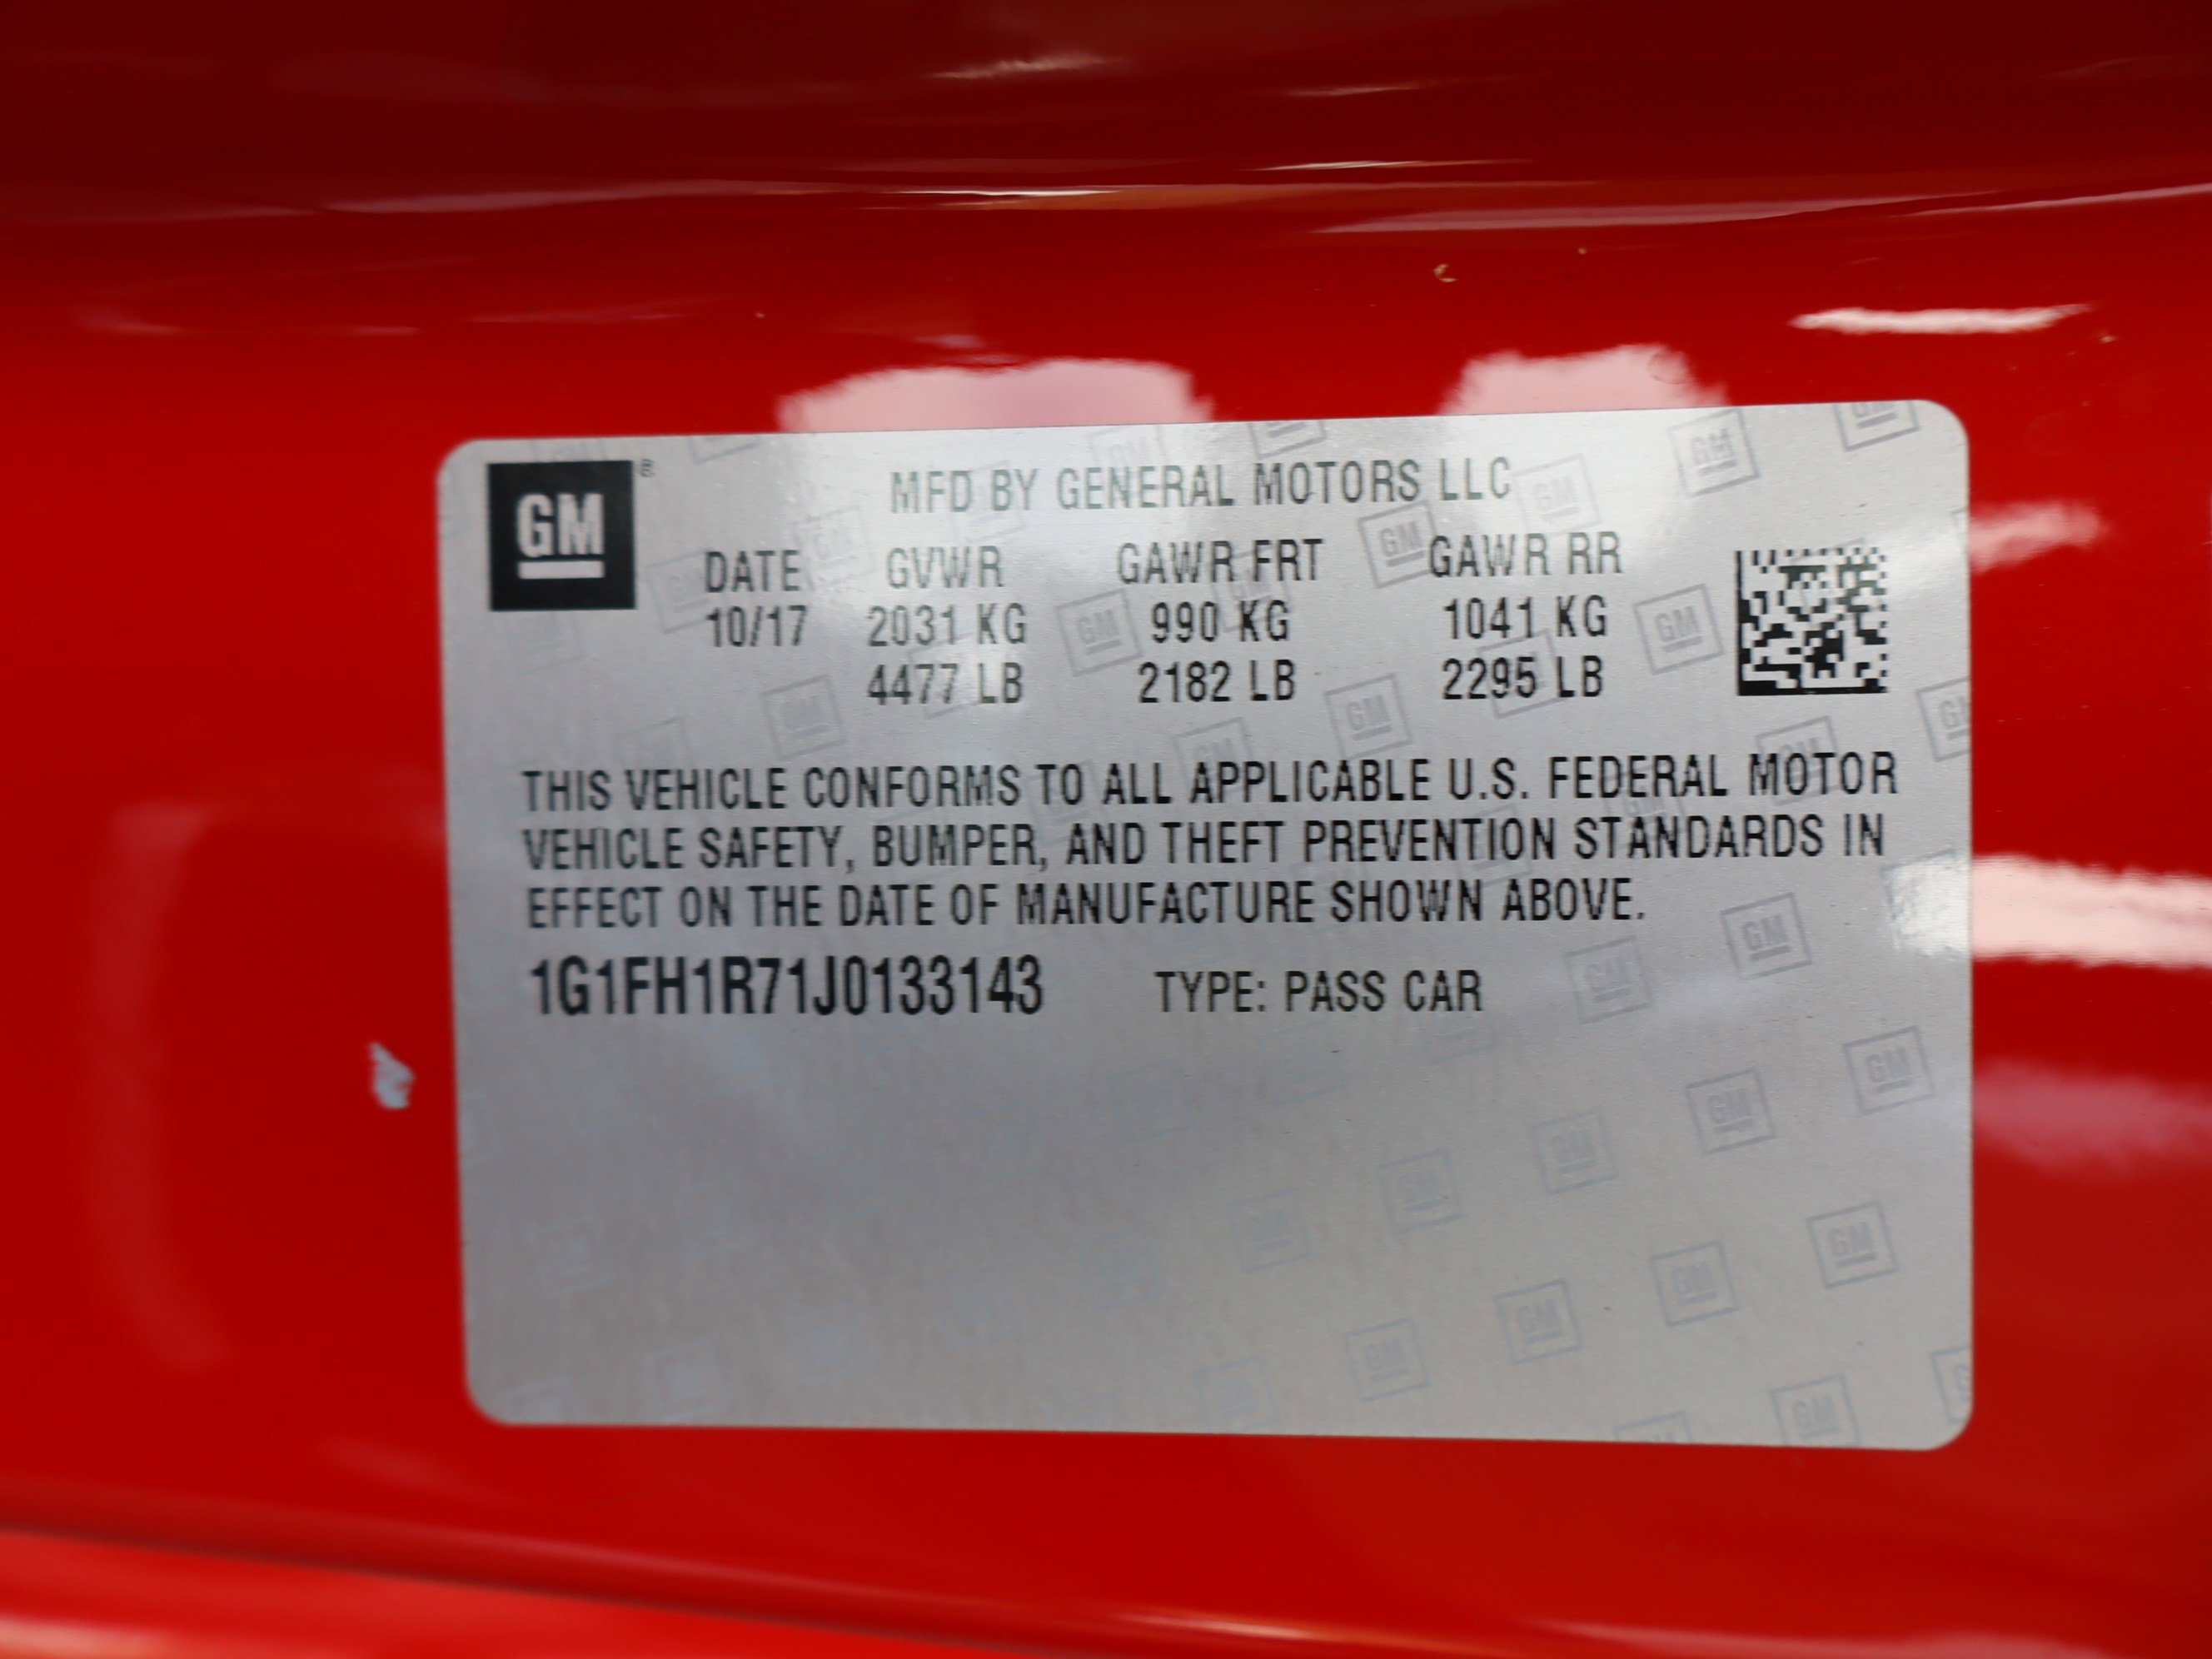 GM ®
MFD BY GENERAL MOTORS LLC
DATE GVWR GAWR FRT GAWR RR
10/17 2031 KG 990 KG 1041 KG
4477 LB 2182 LB 2295 LB
THIS VEHICLE CONFORMS TO ALL APPLICABLE U.S. FEDERAL MOTOR
VEHICLE SAFETY, BUMPER, AND THEFT PREVENTION STANDARDS IN
EFFECT ON THE DATE OF MANUFACTURE SHOWN ABOVE.
1G1FH1R71J0133143 TYPE: PASS CAR